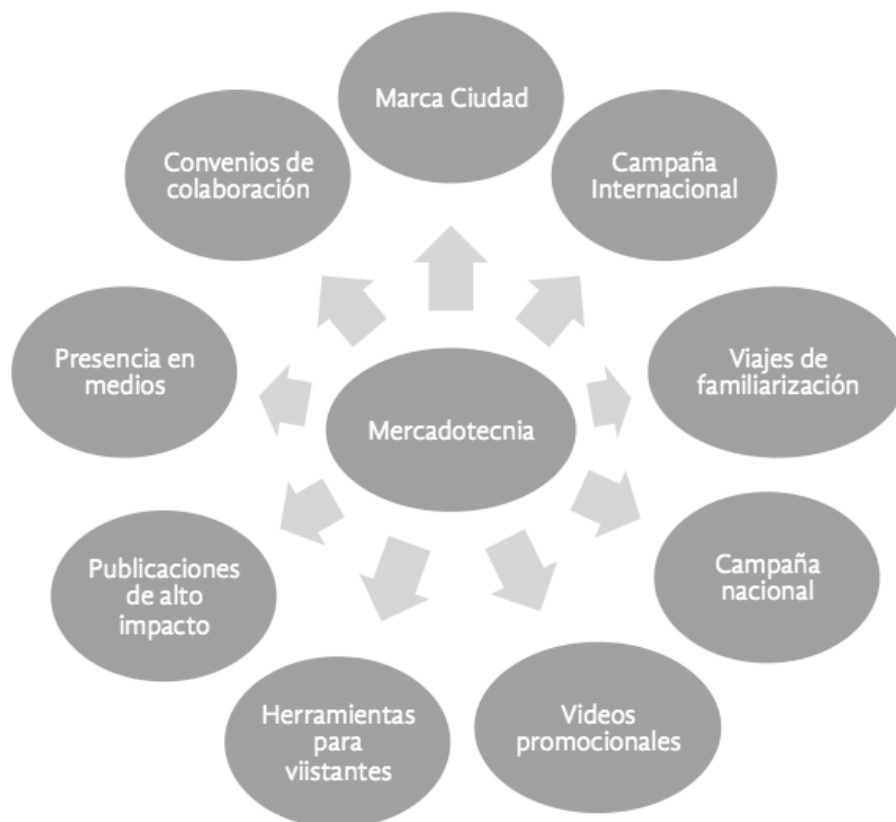 Marca Ciudad
Campaña
Internacional
Viajes de
familiarización
Campaña
nacional
Videos
promocionales
Herramientas
para
viistantes
Publicaciones
de alto
impacto
Presencia en
medios
Convenios de
colaboración
Mercadotecnia